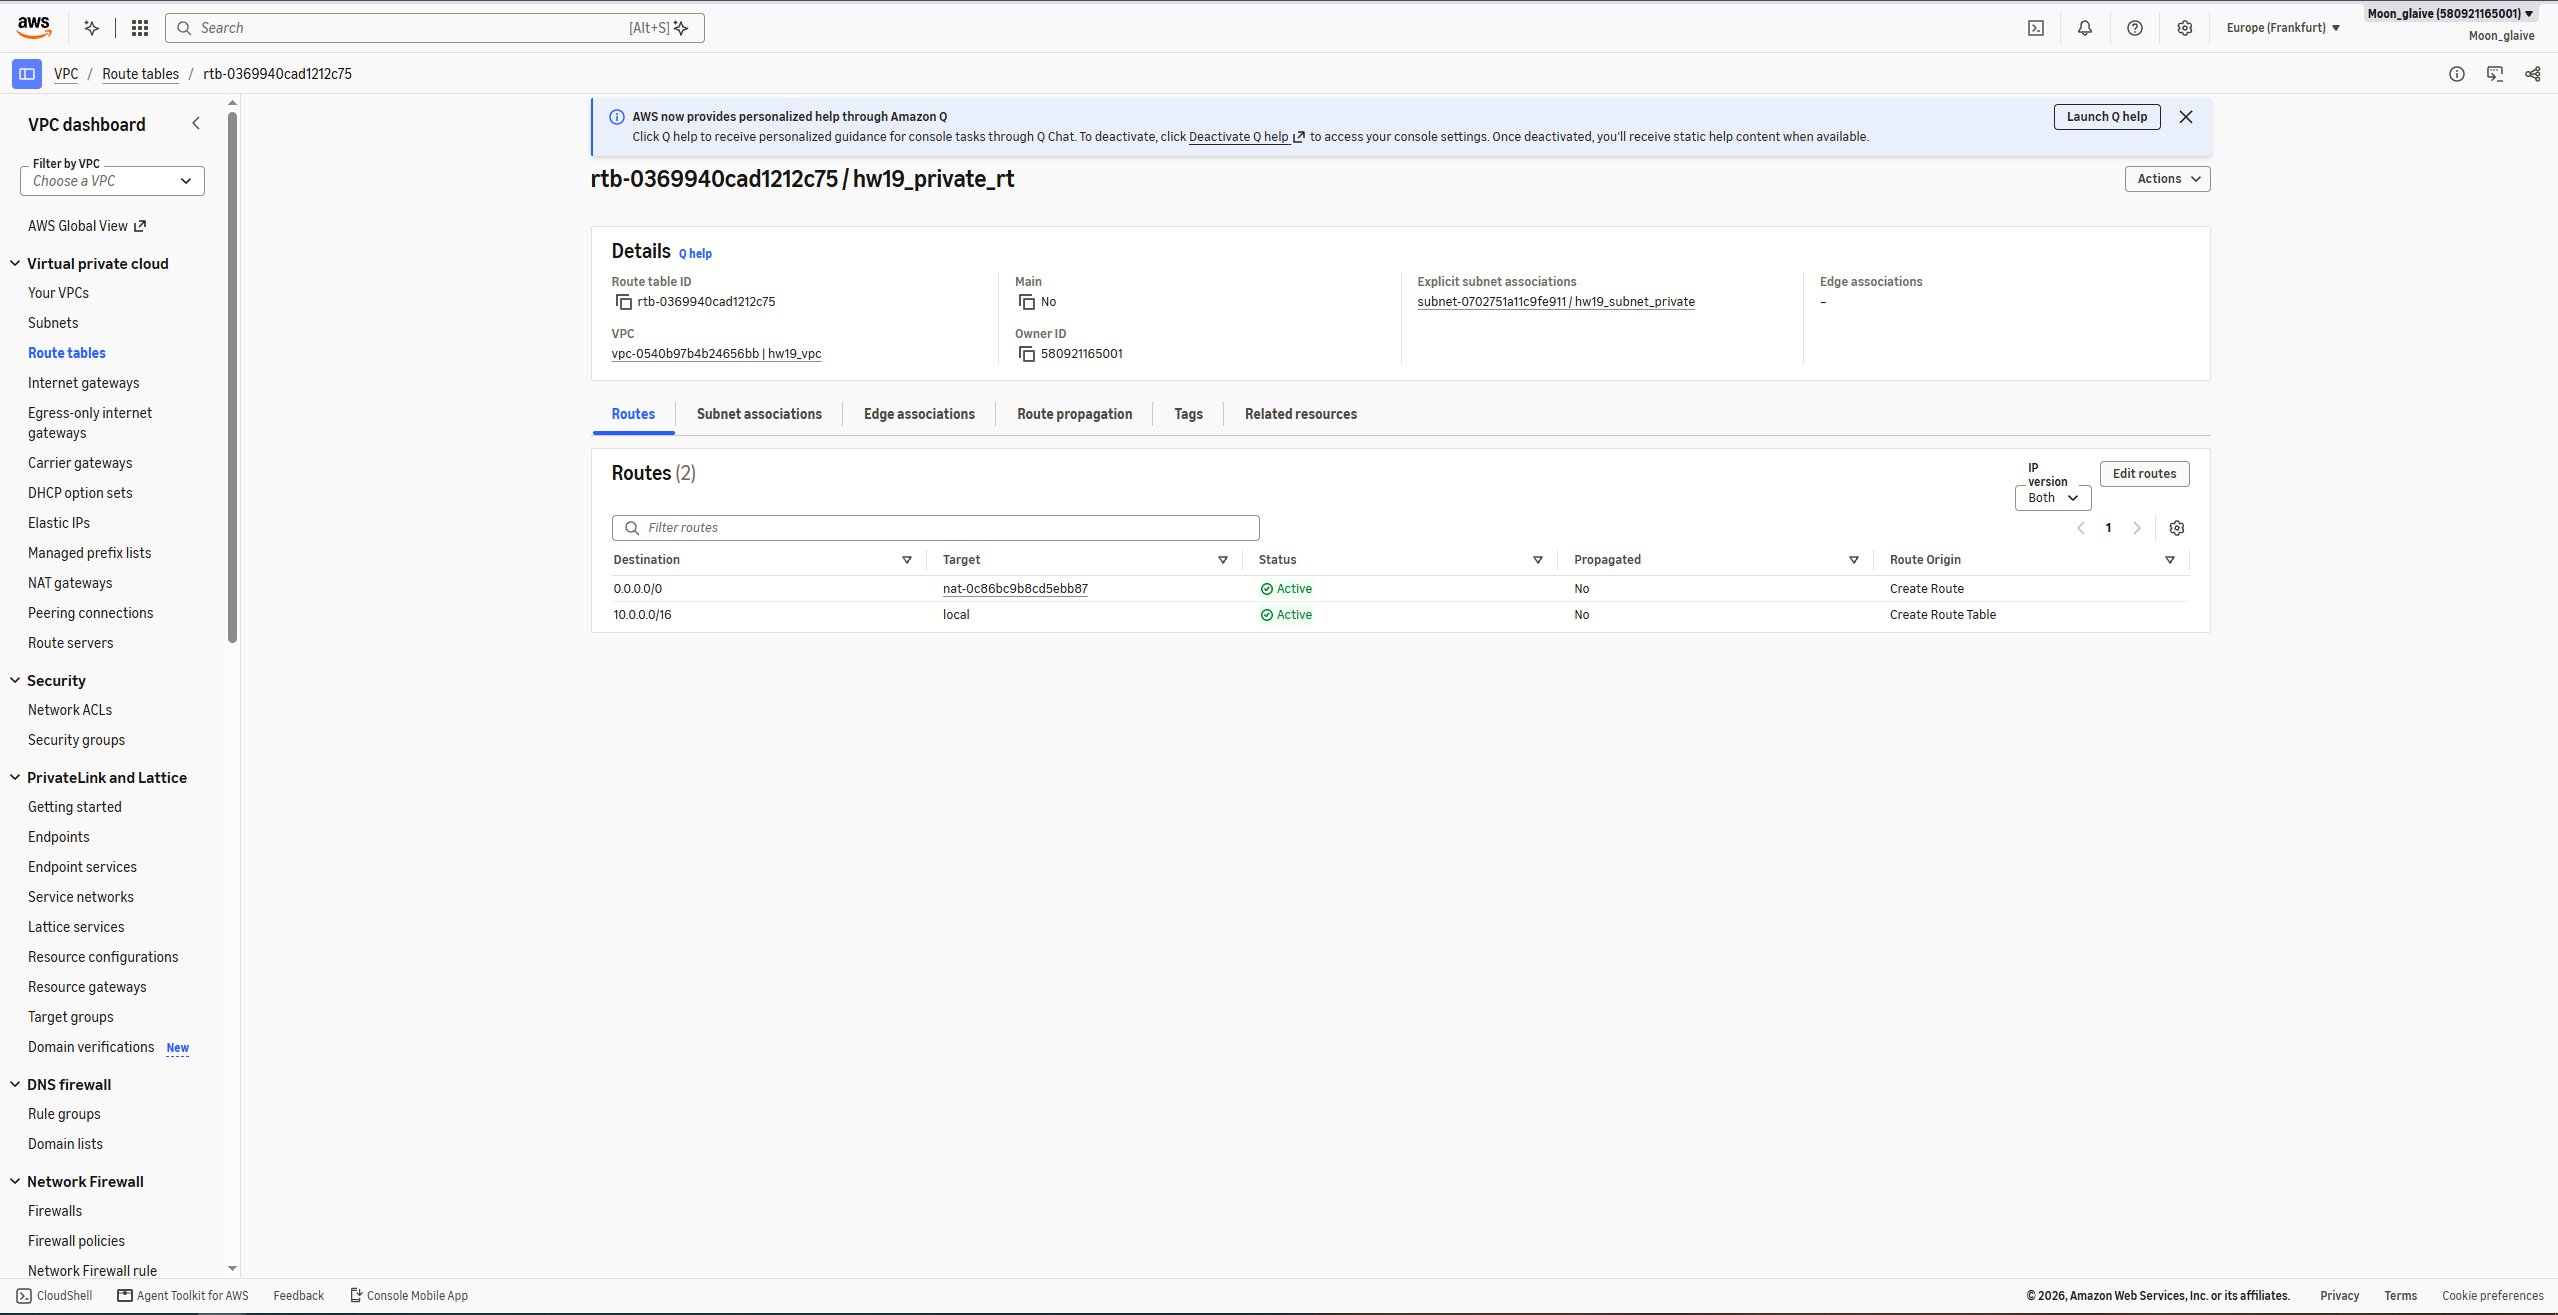 aws
Search
[Alt+S]
Europe (Frankfurt)
Moon_glaive (580921165001)
Moon_glaive
VPC / Route tables / rtb-0369940cad1212c75
VPC dashboard
Filter by VPC
Choose a VPC
AWS Global View
Virtual private cloud
Your VPCs
Subnets
Route tables
Internet gateways
Egress-only internet
gateways
Carrier gateways
DHCP option sets
Elastic IPs
Managed prefix lists
NAT gateways
Peering connections
Route servers
Security
Network ACLs
Security groups
PrivateLink and Lattice
Getting started
Endpoints
Endpoint services
Service networks
Lattice services
Resource configurations
Resource gateways
Target groups
Domain verifications New
DNS firewall
Rule groups
Domain lists
Network Firewall
Firewalls
Firewall policies
Network Firewall rule
AWS now provides personalized help through Amazon Q
Click Q help to receive personalized guidance for console tasks through Q Chat. To deactivate, click Deactivate Q help to access your console settings. Once deactivated, you'll receive static help content when available.
Launch Q help
rtb-0369940cad1212c75 / hw19_private_rt
Actions
Details Q help
Route table ID
rtb-0369940cad1212c75
Main
No
Explicit subnet associations
subnet-0702751a11c9fe911 / hw19_subnet_private
Edge associations
–
VPC
vpc-0540b97b4b24656bb | hw19_vpc
Owner ID
580921165001
Routes Subnet associations Edge associations Route propagation Tags Related resources
Routes (2)
IP
version
Both
Edit routes
Filter routes
1
Destination Target Status Propagated Route Origin
0.0.0.0/0 nat-0c86bc9b8cd5ebb87 Active No Create Route
10.0.0.0/16 local Active No Create Route Table
CloudShell Agent Toolkit for AWS Feedback Console Mobile App
© 2026, Amazon Web Services, Inc. or its affiliates. Privacy Terms Cookie preferences